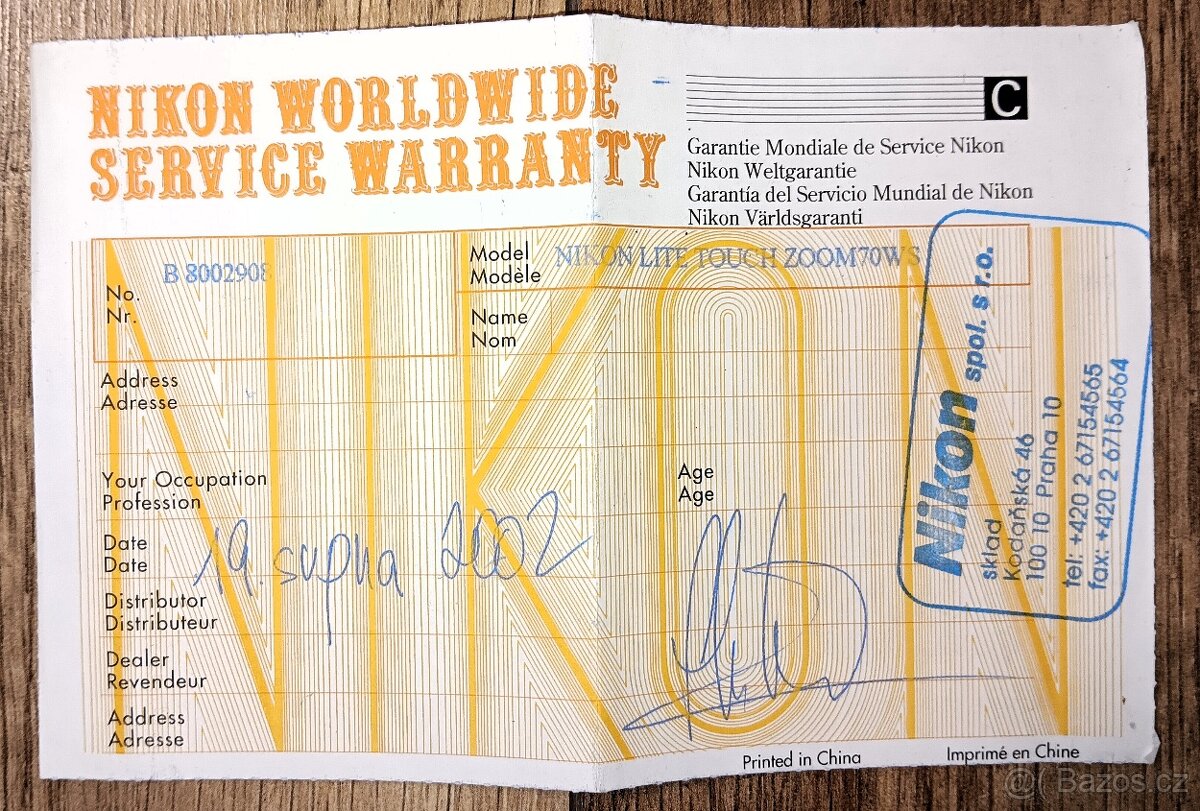 NIKON WORLDWIDE
SERVICE WARRANTY
C
Garantie Mondiale de Service Nikon
Nikon Weltgarantie
Garantía del Servicio Mundial de Nikon
Nikon Världsgaranti
No.
Nr.
B 8002908
Model
Modèle
NIKON LITE TOUCH ZOOM70WS
Name
Nom
Address
Adresse
Your Occupation
Profession
Age
Age
Date
Date
19. srpna 2002
Distributor
Distributeur
Dealer
Revendeur
Address
Adresse
Nikon spol. s r.o.
sklad
Kodaňská 46
100 10 Praha 10
tel: +420 2 67154565
fax: +420 2 67154564
Printed in China
Imprimé en Chine
NIKON
Bazos.cz